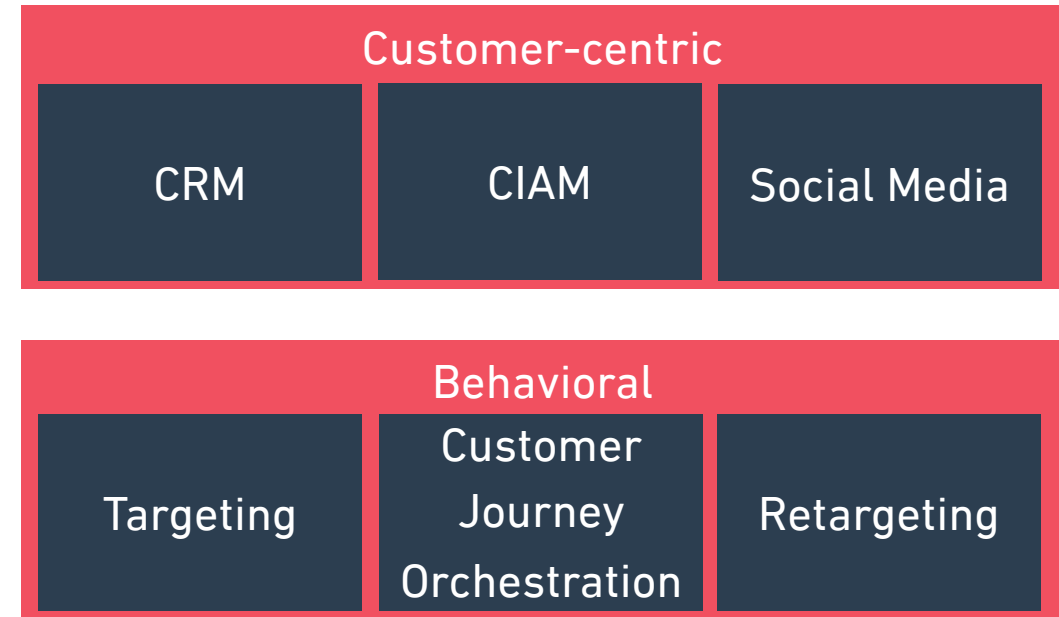 Customer-centric
CRM
CIAM
Social Media
Behavioral
Targeting
Customer
Journey
Orchestration
Retargeting